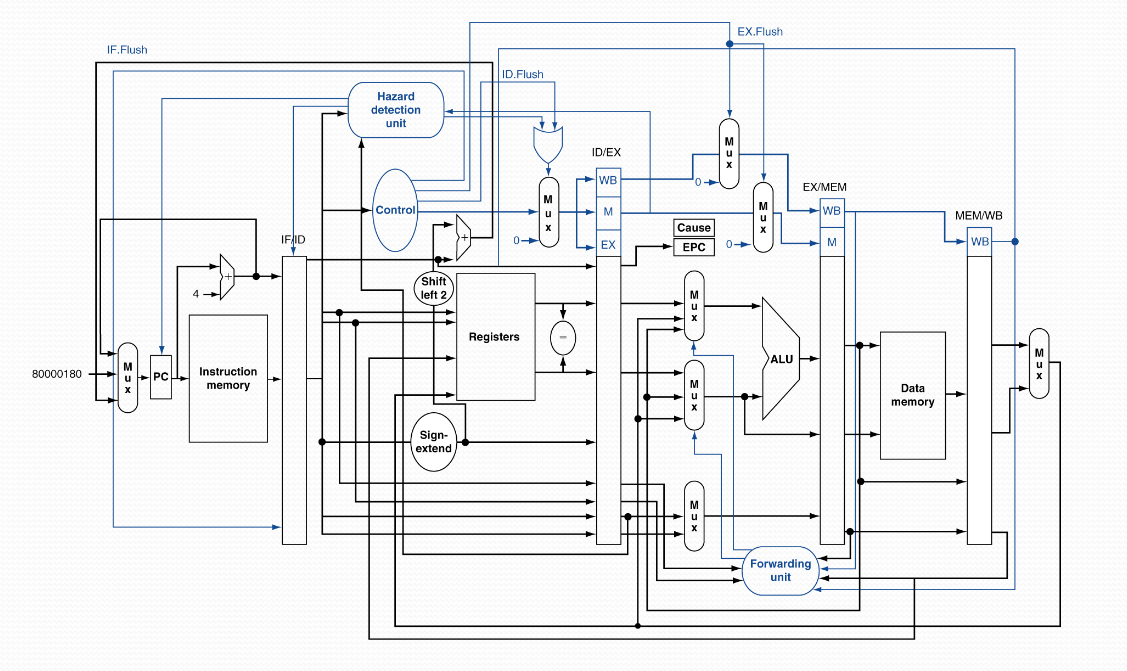 EX.Flush
IF.Flush
ID.Flush
Hazard
detection
unit
M
u
x
ID/EX
0
WB
EX/MEM
Control
M
u
x
M
M
u
x
WB
MEM/WB
0
EX
Cause
EPC
0
M
WB
IF/ID
+
+
4
Shift
left 2
M
u
x
Registers
=
ALU
M
u
x
80000180
M
u
x
PC
Instruction
memory
M
u
x
Data
memory
Sign-
extend
M
u
x
Forwarding
unit